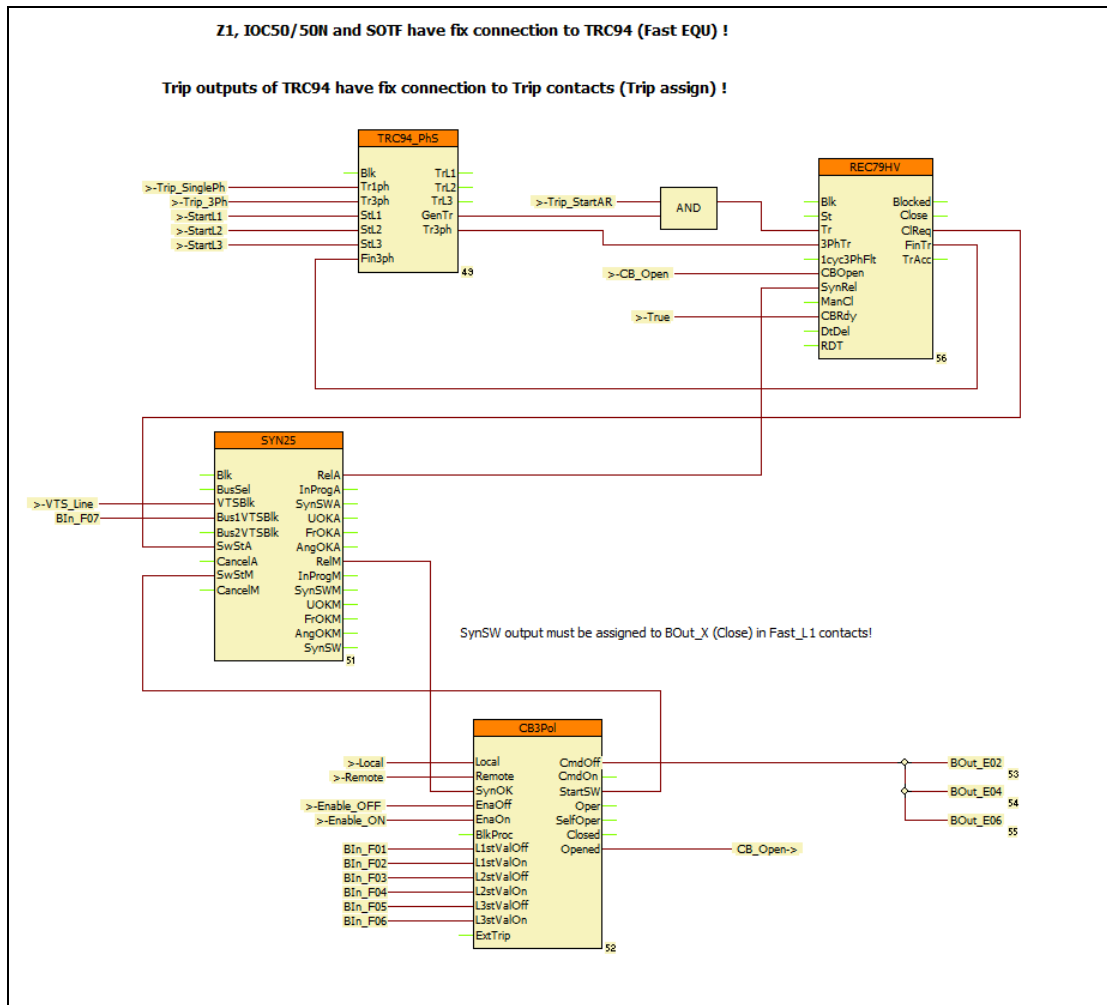 Z1, IOC50/50N and SOTF have fix connection to TRC94 (Fast EQU) !
Trip outputs of TRC94 have fix connection to Trip contacts (Trip assign) !
TRC94_PhS
Blk TrL1
>-Trip_SinglePh Tr1ph TrL2
>-Trip_3Ph Tr3ph TrL3
>-StartL1 StL1 GenTr
>-StartL2 StL2 Tr3ph
>-StartL3 StL3
Fin3ph
49
>-Trip_StartAR
AND
REC79HV
Blk Blocked
St Close
Tr ClReq
3PhTr FinTr
1cyc3PhFlt TrAcc
>-CB_Open CBOpen
SynRel
ManCl
>-True CBRdy
DtDel
RDT
56
SYN25
Blk RelA
BusSel InProgA
>-VTS_Line VTSBlk SynSWA
BIn_F07 Bus1VTSBlk UOKA
Bus2VTSBlk FrOKA
SwStA AngOKA
CancelA RelM
SwStM InProgM
CancelM SynSWM
UOKM
FrOKM
AngOKM
SynSW
51
SynSW output must be assigned to BOut_X (Close) in Fast_L1 contacts!
CB3Pol
>-Local Local CmdOff
>-Remote Remote CmdOn
SynOK StartSW
>-Enable_OFF EnaOff Oper
>-Enable_ON EnaOn SelfOper
BlkProc Closed
BIn_F01 L1stValOff Opened CB_Open->
BIn_F02 L1stValOn
BIn_F03 L2stValOff
BIn_F04 L2stValOn
BIn_F05 L3stValOff
BIn_F06 L3stValOn
ExtTrip
52
BOut_E02
53
BOut_E04
54
BOut_E06
55